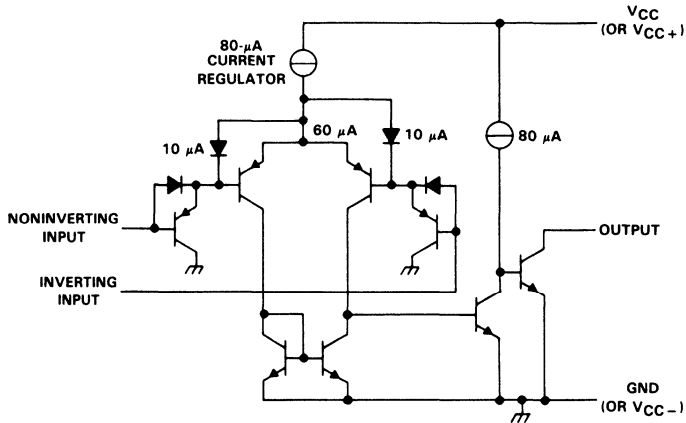 VCC
(OR VCC+)
80-μA
CURRENT
REGULATOR
60 μA
10 μA
10 μA
80 μA
NONINVERTING
INPUT
OUTPUT
INVERTING
INPUT
GND
(OR VCC−)